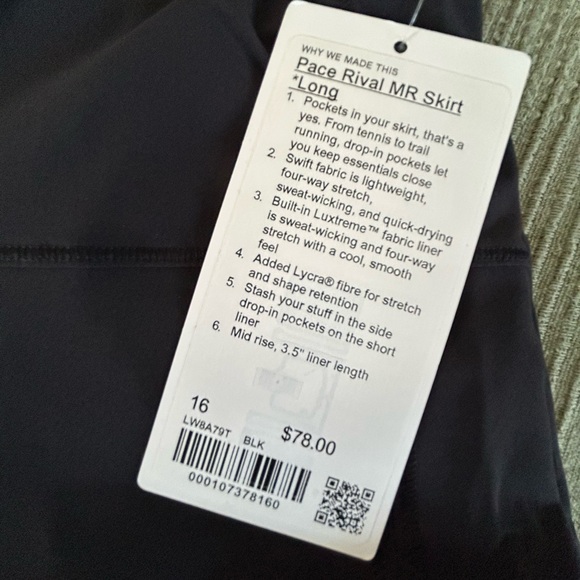 WHY WE MADE THIS
Pace Rival MR Skirt
*Long
1. Pockets in your skirt, that's a
yes. From tennis to trail
running, drop-in pockets let
you keep essentials close
2. Swift fabric is lightweight,
four-way stretch,
sweat-wicking, and quick-drying
3. Built-in Luxtreme™ fabric liner
is sweat-wicking and four-way
stretch with a cool, smooth
feel
4. Added Lycra® fibre for stretch
and shape retention
5. Stash your stuff in the side
drop-in pockets on the short
liner
6. Mid rise, 3.5" liner length
16
LW8A79T BLK $78.00
000107378160